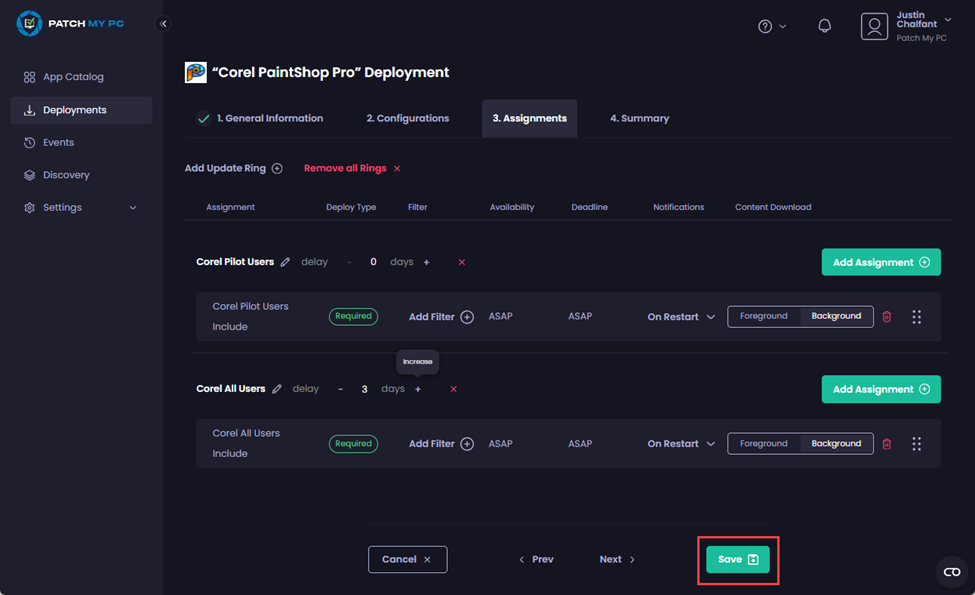 PATCH MY PC
Justin
Chalfant
Patch My PC
App Catalog
Deployments
Events
Discovery
Settings
“Corel PaintShop Pro” Deployment
1. General Information
2. Configurations
3. Assignments
4. Summary
Add Update Ring
Remove all Rings
Assignment
Deploy Type
Filter
Availability
Deadline
Notifications
Content Download
Corel Pilot Users
delay
0
days
Add Assignment
Corel Pilot Users
Include
Required
Add Filter
ASAP
ASAP
On Restart
Foreground
Background
Increase
Corel All Users
delay
3
days
Add Assignment
Corel All Users
Include
Required
Add Filter
ASAP
ASAP
On Restart
Foreground
Background
Cancel
Prev
Next
Save